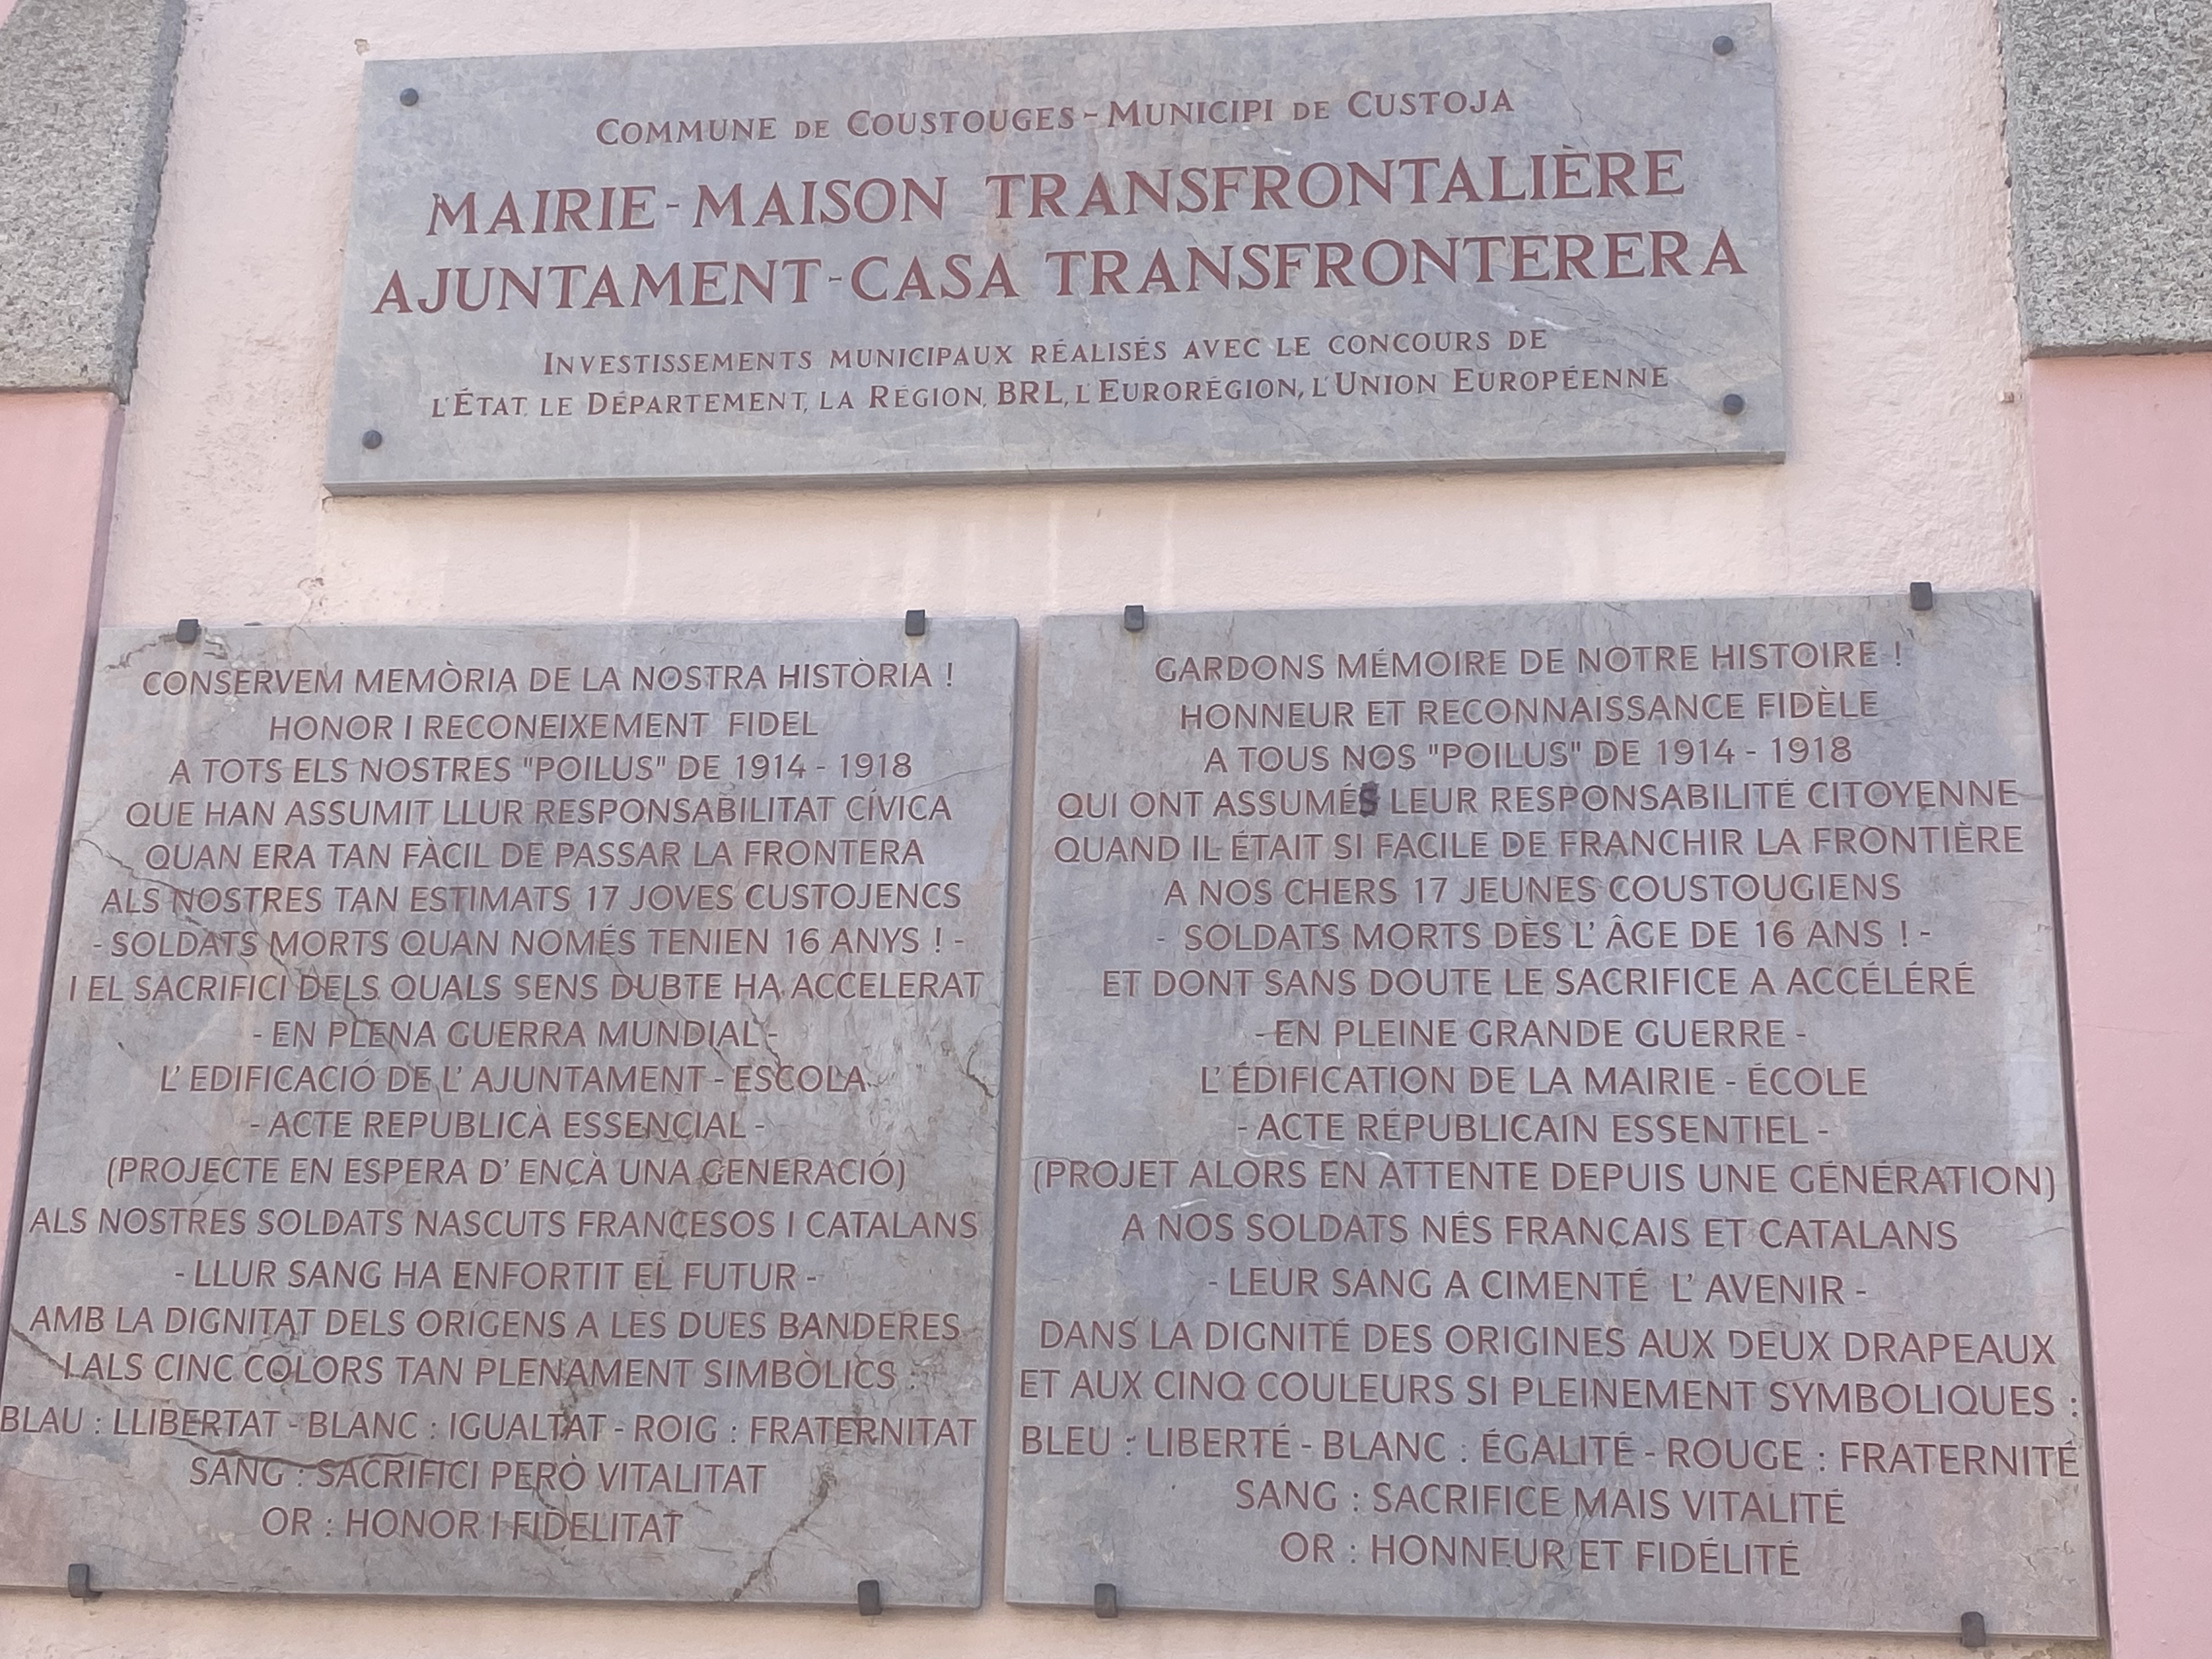 COMMUNE DE COUSTOUGES - MUNICIPI DE CUSTOJA
MAIRIE - MAISON TRANSFRONTALIÈRE
AJUNTAMENT - CASA TRANSFRONTERERA
INVESTISSEMENTS MUNICIPAUX RÉALISÉS AVEC LE CONCOURS DE
L'ÉTAT, LE DÉPARTEMENT, LA RÉGION, BRL, L'EURORÉGION, L'UNION EUROPÉENNE
CONSERVEM MEMÒRIA DE LA NOSTRA HISTÒRIA !
HONOR I RECONEIXEMENT FIDEL
A TOTS ELS NOSTRES "POILUS" DE 1914 - 1918
QUE HAN ASSUMIT LLUR RESPONSABILITAT CÍVICA
QUAN ERA TAN FÀCIL DE PASSAR LA FRONTERA
ALS NOSTRES TAN ESTIMATS 17 JOVES CUSTOJENCS
- SOLDATS MORTS QUAN NOMÉS TENIEN 16 ANYS ! -
I EL SACRIFICI DELS QUALS SENS DUBTE HA ACCELERAT
- EN PLENA GUERRA MUNDIAL -
L' EDIFICACIÓ DE L' AJUNTAMENT - ESCOLA
- ACTE REPUBLICÀ ESSENCIAL -
(PROJECTE EN ESPERA D' ENÇÀ UNA GENERACIÓ)
ALS NOSTRES SOLDATS NASCUTS FRANCESOS I CATALANS
- LLUR SANG HA ENFORTIT EL FUTUR -
AMB LA DIGNITAT DELS ORIGENS A LES DUES BANDERES
I ALS CINC COLORS TAN PLENAMENT SIMBÒLICS :
BLAU : LLIBERTAT - BLANC : IGUALTAT - ROIG : FRATERNITAT
SANG : SACRIFICI PERÒ VITALITAT
OR : HONOR I FIDELITAT
GARDONS MÉMOIRE DE NOTRE HISTOIRE !
HONNEUR ET RECONNAISSANCE FIDÈLE
A TOUS NOS "POILUS" DE 1914 - 1918
QUI ONT ASSUMÉS LEUR RESPONSABILITÉ CITOYENNE
QUAND IL ÉTAIT SI FACILE DE FRANCHIR LA FRONTIÈRE
A NOS CHERS 17 JEUNES COUSTOUGIENS
- SOLDATS MORTS DÈS L' ÂGE DE 16 ANS ! -
ET DONT SANS DOUTE LE SACRIFICE A ACCÉLÉRÉ
- EN PLEINE GRANDE GUERRE -
L' ÉDIFICATION DE LA MAIRIE - ÉCOLE
- ACTE RÉPUBLICAIN ESSENTIEL -
(PROJET ALORS EN ATTENTE DEPUIS UNE GÉNÉRATION)
A NOS SOLDATS NÉS FRANÇAIS ET CATALANS
- LEUR SANG A CIMENTÉ L' AVENIR -
DANS LA DIGNITÉ DES ORIGINES AUX DEUX DRAPEAUX
ET AUX CINQ COULEURS SI PLEINEMENT SYMBOLIQUES :
BLEU : LIBERTÉ - BLANC : ÉGALITÉ - ROUGE : FRATERNITÉ
SANG : SACRIFICE MAIS VITALITÉ
OR : HONNEUR ET FIDÉLITÉ